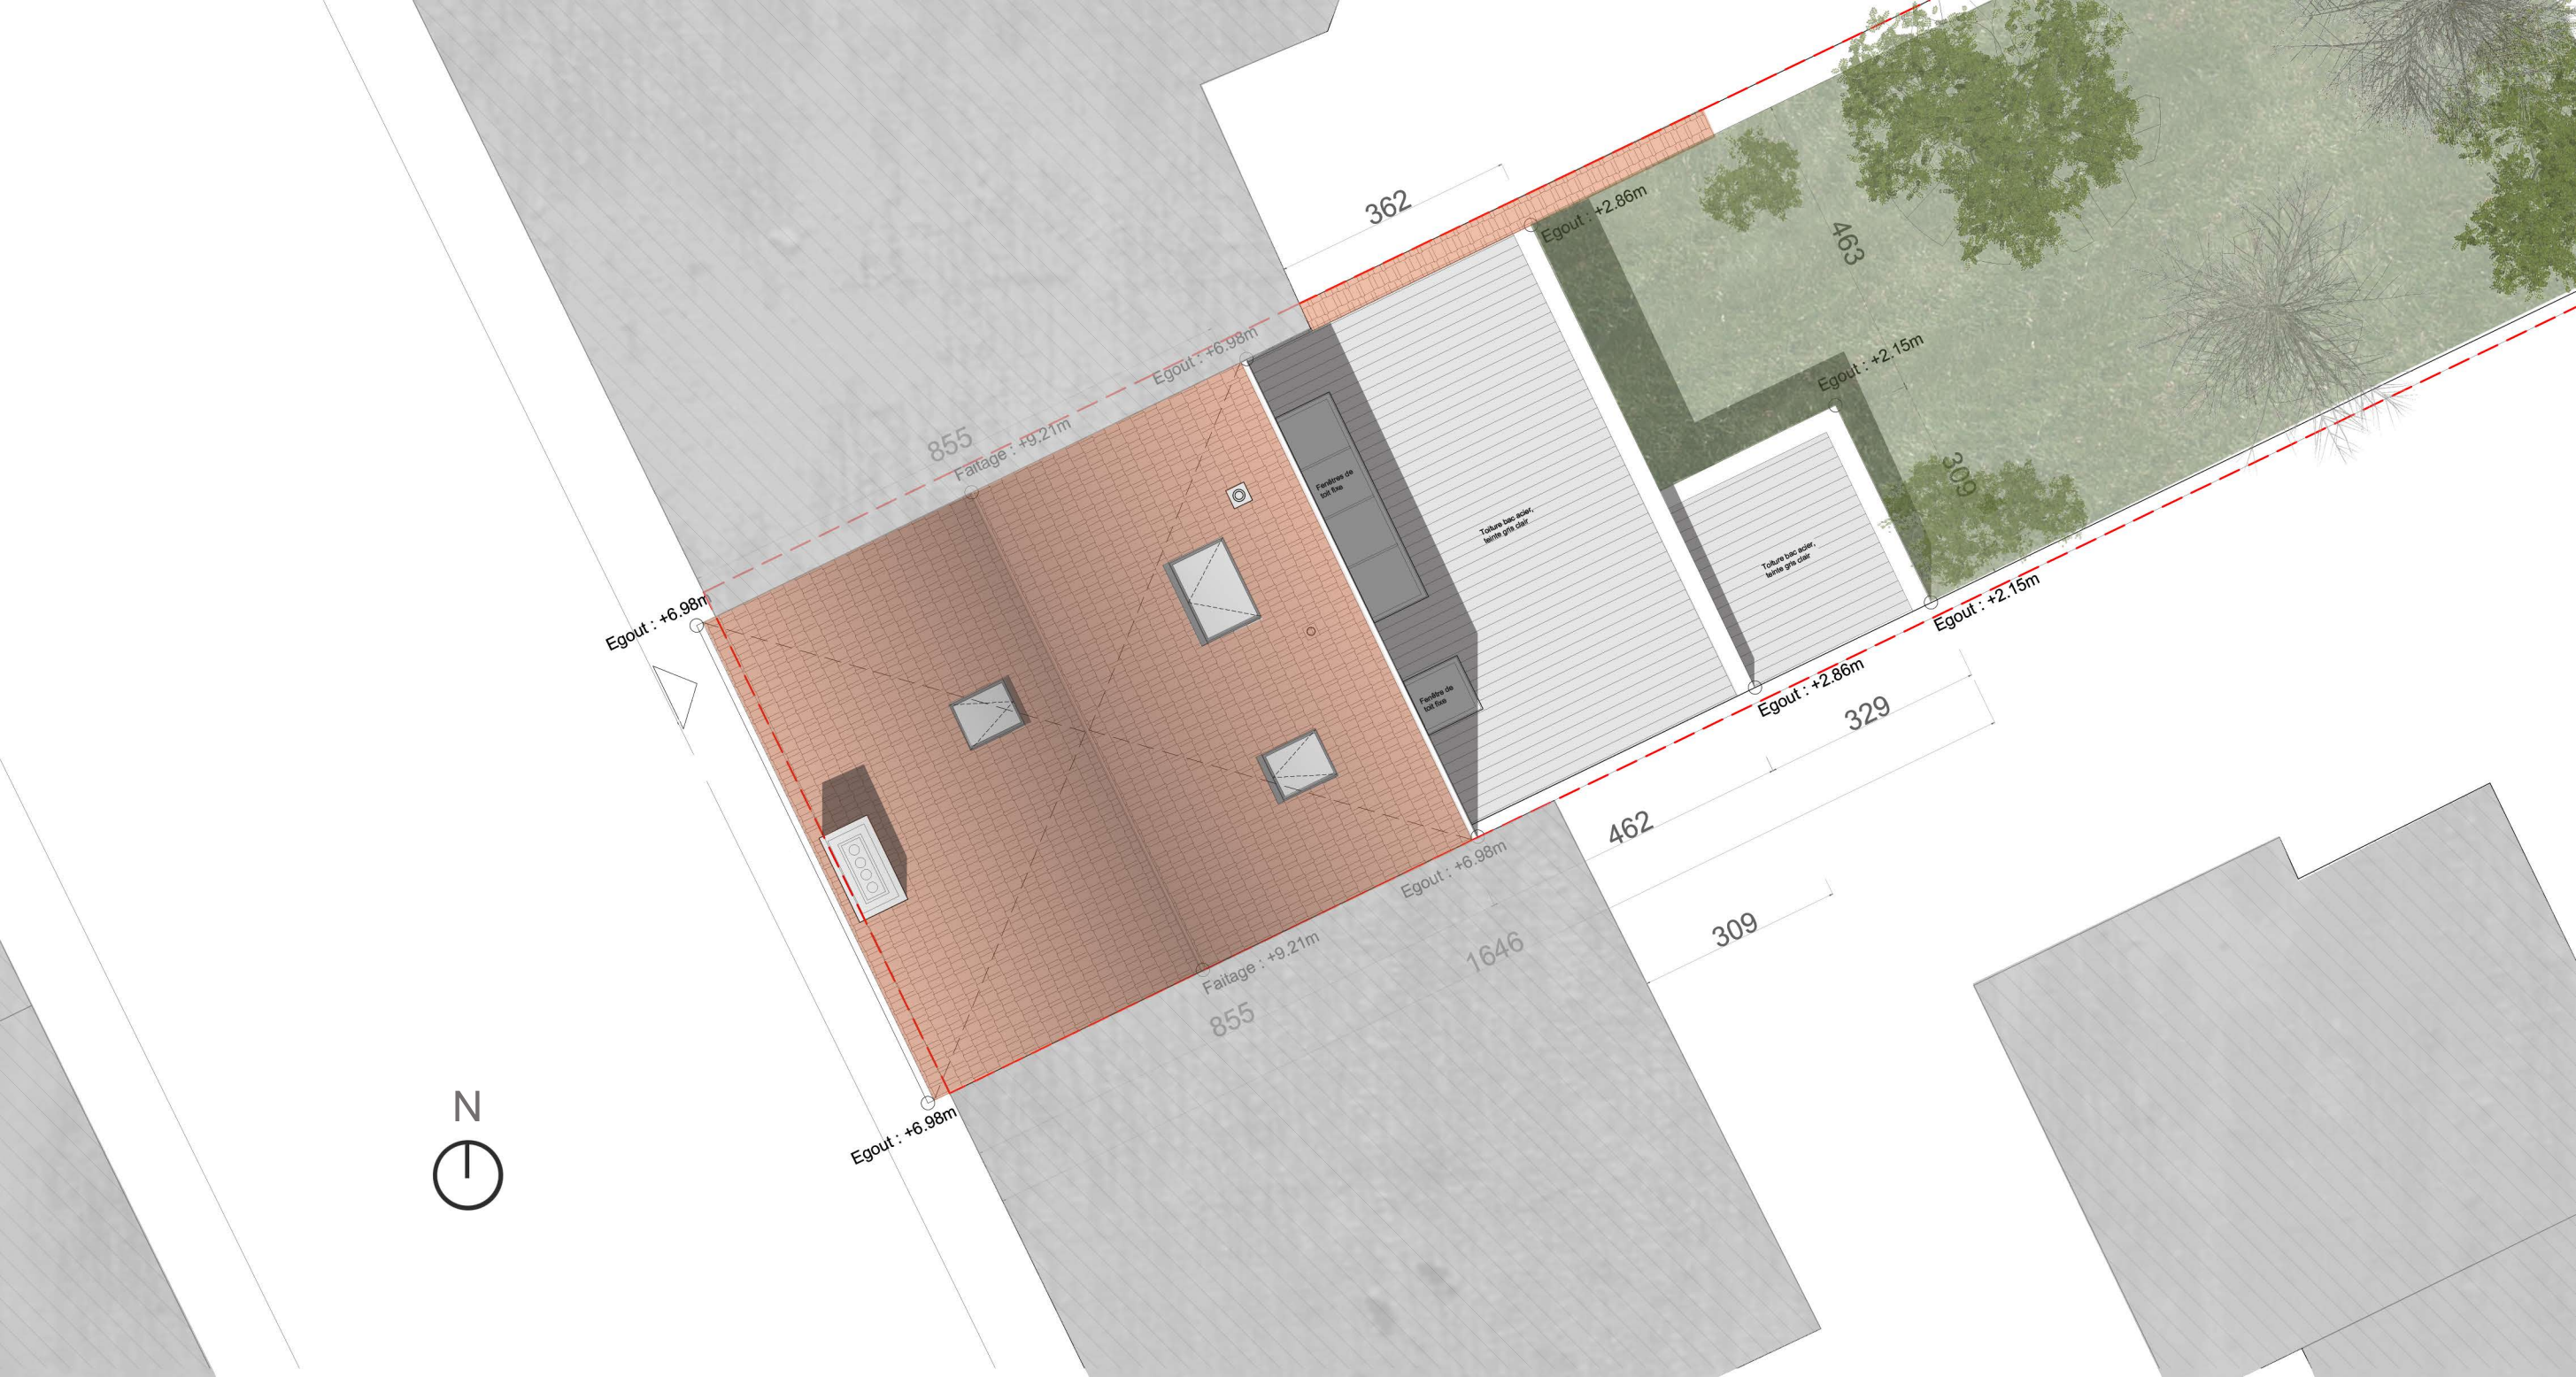 362
Egout : +2.86m
463
Egout : +6.98m
Egout : +2.15m
855
Faitage : +9.21m
Fenêtres de
toit fixe
309
Toiture bac acier,
teinte gris clair
Toiture bac acier,
teinte gris clair
Egout : +6.98m
Egout : +2.15m
Fenêtre de
toit fixe
Egout : +2.86m
329
462
Egout : +6.98m
309
1646
Faitage : +9.21m
855
N
Egout : +6.98m